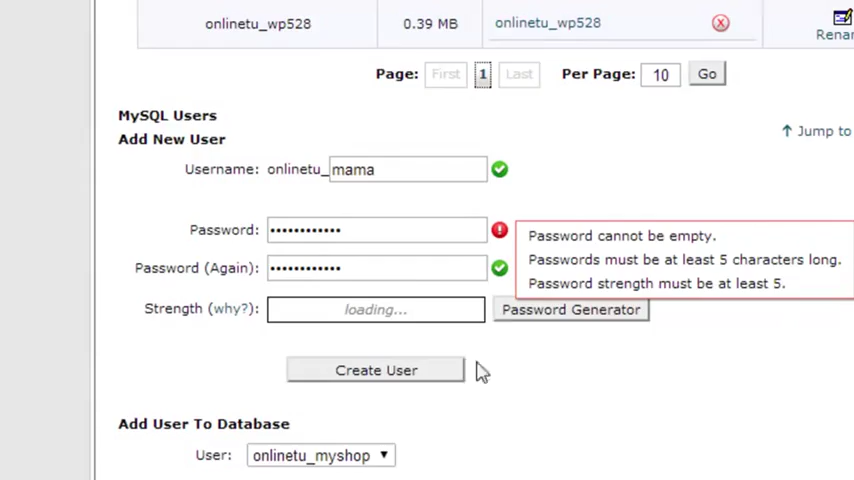 onlinetu_wp528 0.39 MB onlinetu_wp528
Page: First 1 Last Per Page: 10 Go
MySQL Users
Add New User
↑ Jump to
Username: onlinetu_ mama
Password: ••••••••••••
Password cannot be empty.
Passwords must be at least 5 characters long.
Password strength must be at least 5.
Password (Again): ••••••••••••
Strength (why?): loading... Password Generator
Create User
Add User To Database
User: onlinetu_myshop